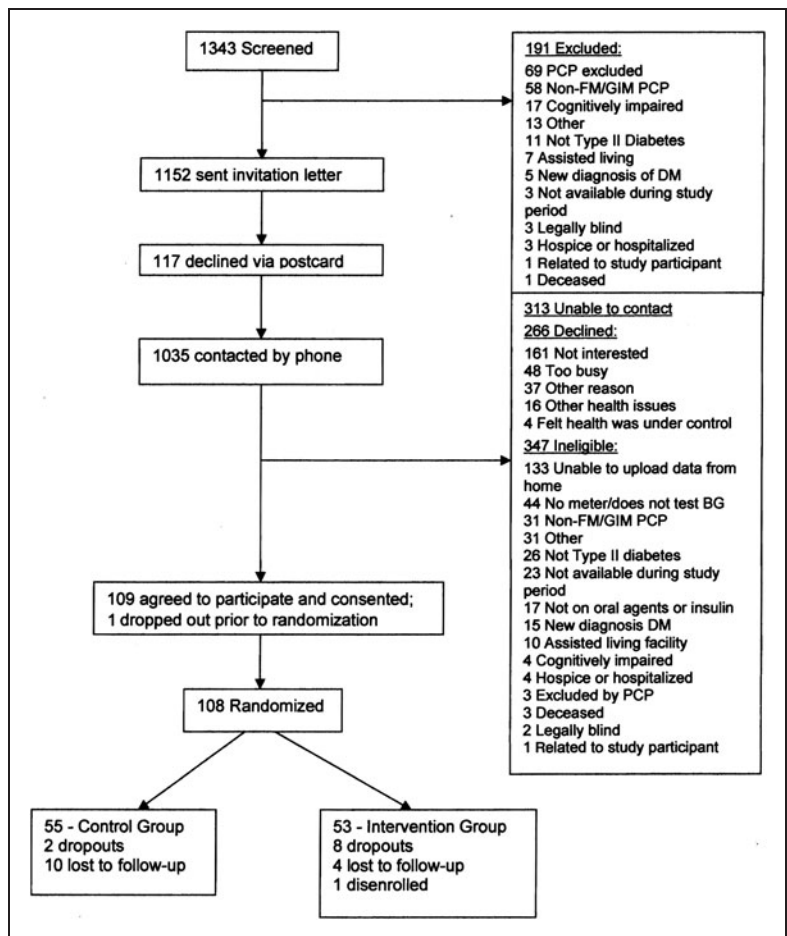 1343 Screened
191 Excluded:
69 PCP excluded
58 Non-FM/GIM PCP
17 Cognitively impaired
13 Other
11 Not Type II Diabetes
7 Assisted living
5 New diagnosis of DM
3 Not available during study
period
3 Legally blind
3 Hospice or hospitalized
1 Related to study participant
1 Deceased
1152 sent invitation letter
117 declined via postcard
1035 contacted by phone
313 Unable to contact
266 Declined:
161 Not interested
48 Too busy
37 Other reason
16 Other health issues
4 Felt health was under control
347 Ineligible:
133 Unable to upload data from
home
44 No meter/does not test BG
31 Non-FM/GIM PCP
31 Other
26 Not Type II diabetes
23 Not available during study
period
17 Not on oral agents or insulin
15 New diagnosis DM
10 Assisted living facility
4 Cognitively impaired
4 Hospice or hospitalized
3 Excluded by PCP
3 Deceased
2 Legally blind
1 Related to study participant
109 agreed to participate and consented;
1 dropped out prior to randomization
108 Randomized
55 - Control Group
2 dropouts
10 lost to follow-up
53 - Intervention Group
8 dropouts
4 lost to follow-up
1 disenrolled